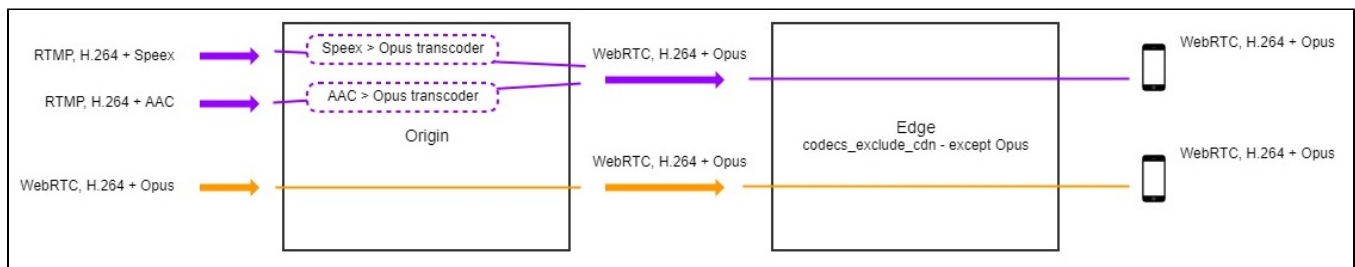 RTMP, H.264 + Speex
Speex > Opus transcoder
WebRTC, H.264 + Opus
WebRTC, H.264 + Opus
RTMP, H.264 + AAC
AAC > Opus transcoder
Origin
Edge
codecs_exclude_cdn - except Opus
WebRTC, H.264 + Opus
WebRTC, H.264 + Opus
WebRTC, H.264 + Opus